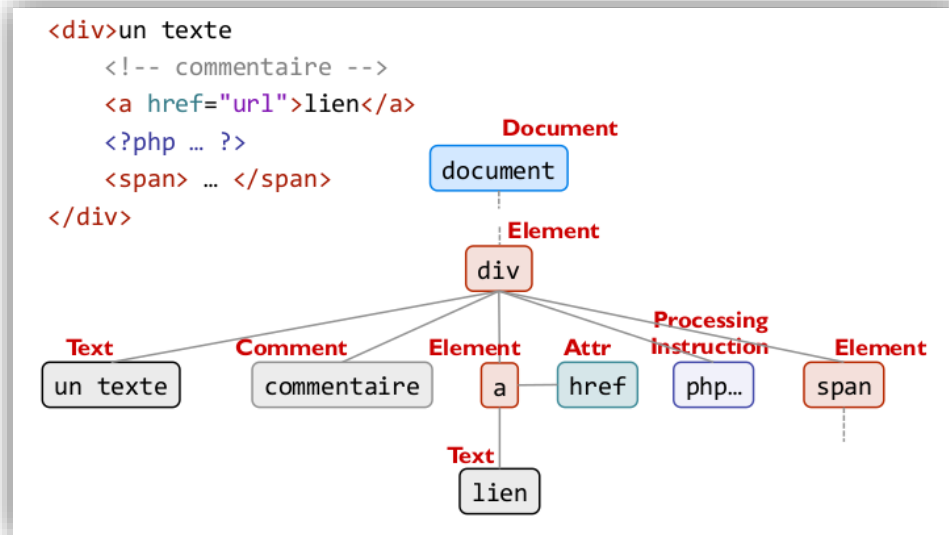 <div>un texte
<!-- commentaire -->
<a href="url">lien</a>
<?php … ?>
<span> … </span>
</div>
Document
document
Element
div
Text
un texte
Comment
commentaire
Element
a
Attr
href
Processing
Instruction
php…
Element
span
Text
lien